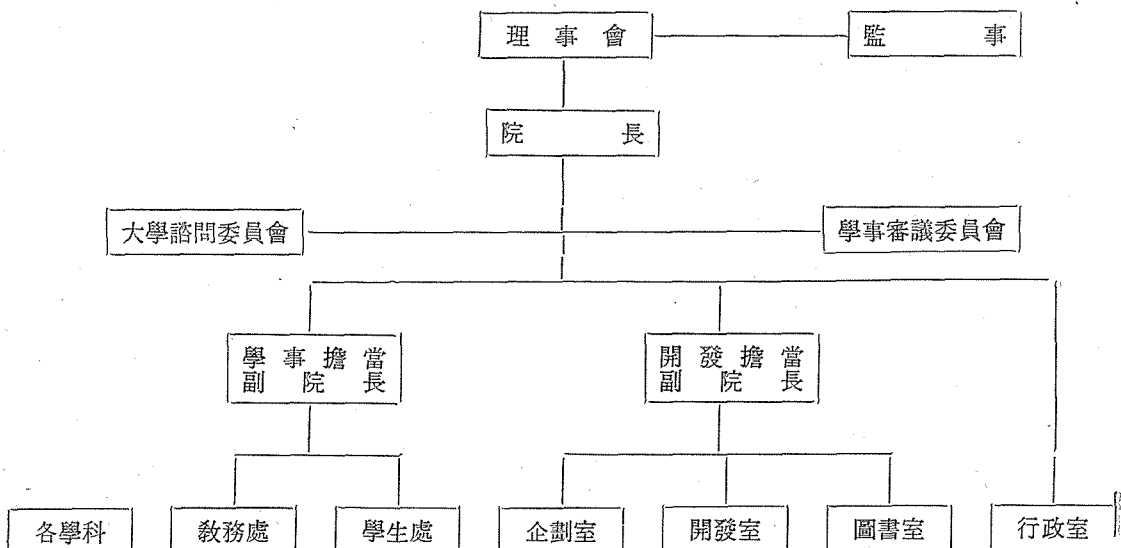 理事會
監事
院長
大學諮問委員會
學事審議委員會
學事擔當
副院長
開發擔當
副院長
各學科
敎務處
學生處
企劃室
開發室
圖書室
行政室